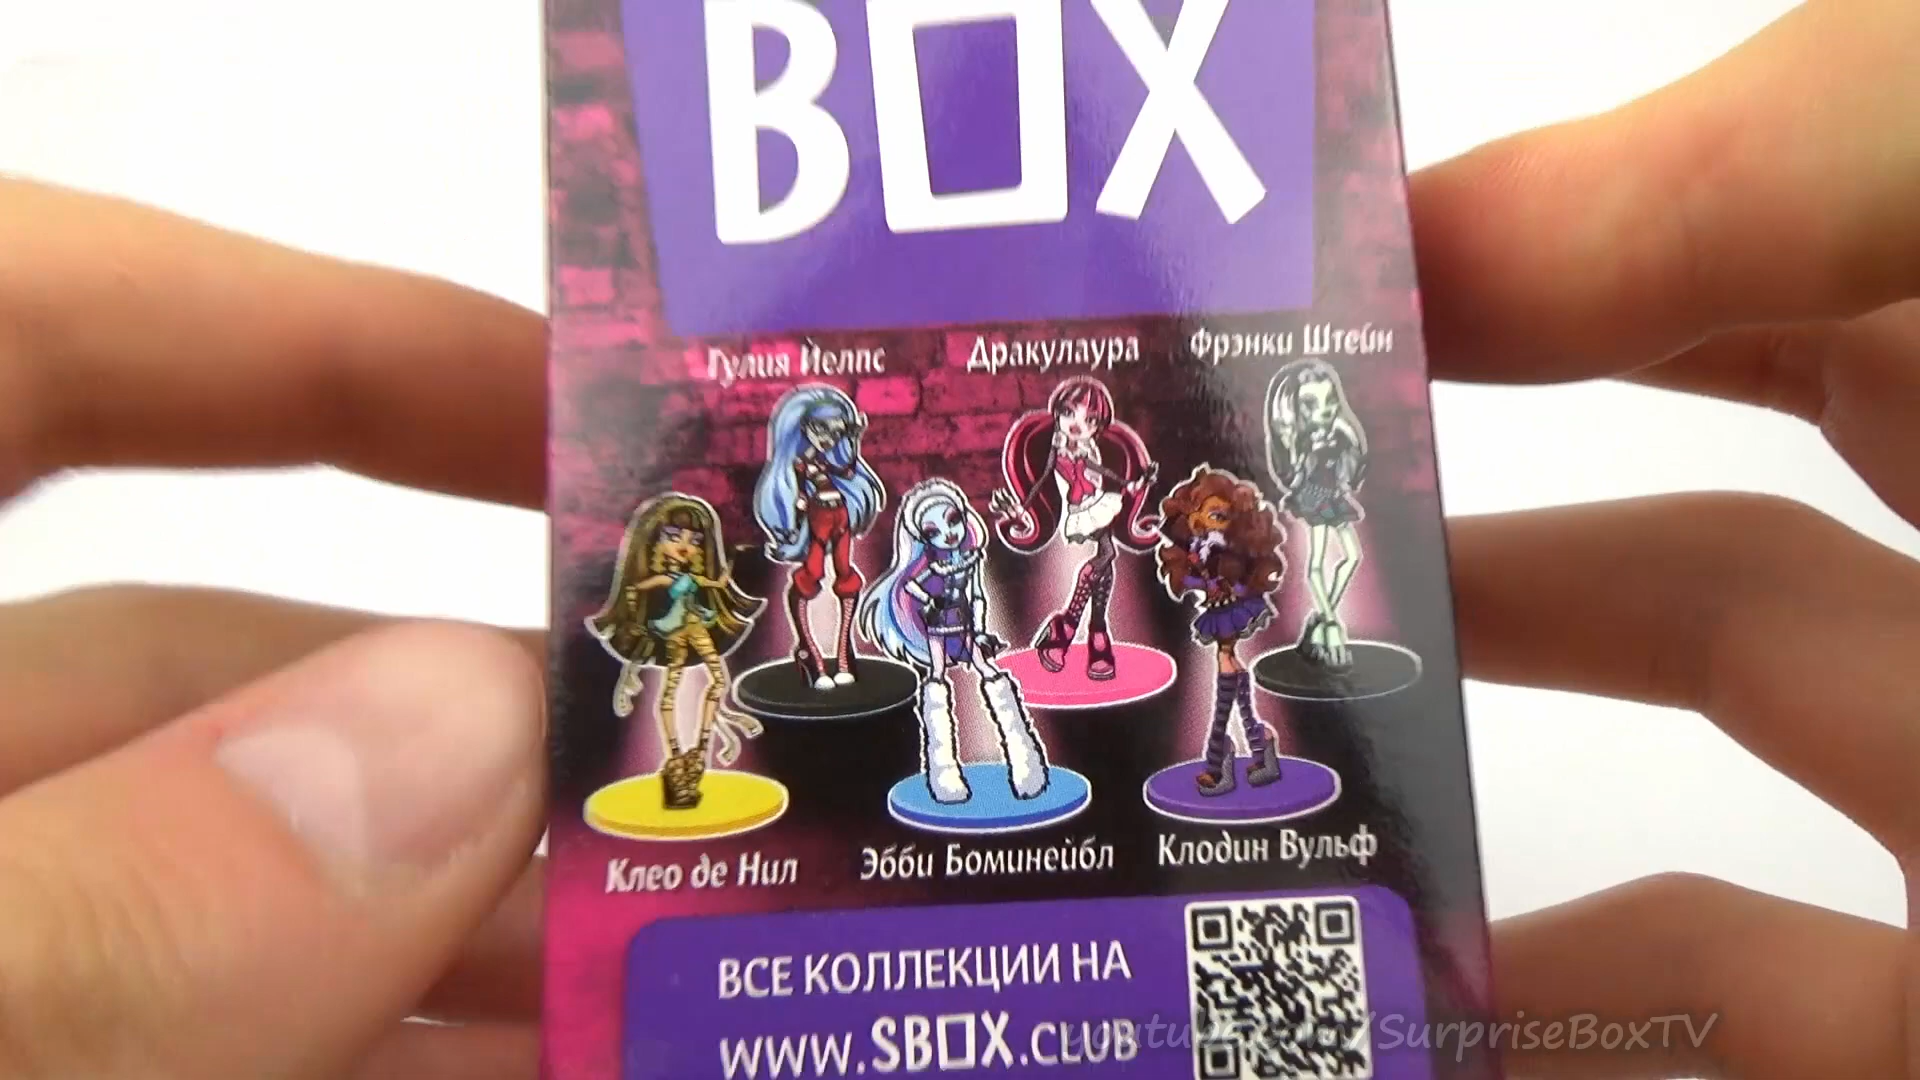 BOX
Гулия Йелпс
Дракулаура
Фрэнки Штейн
Клео де Нил
Эбби Боминейбл
Клодин Вульф
ВСЕ КОЛЛЕКЦИИ НА
WWW.SBOX.CLUB
youtube.com/SurpriseBoxTV